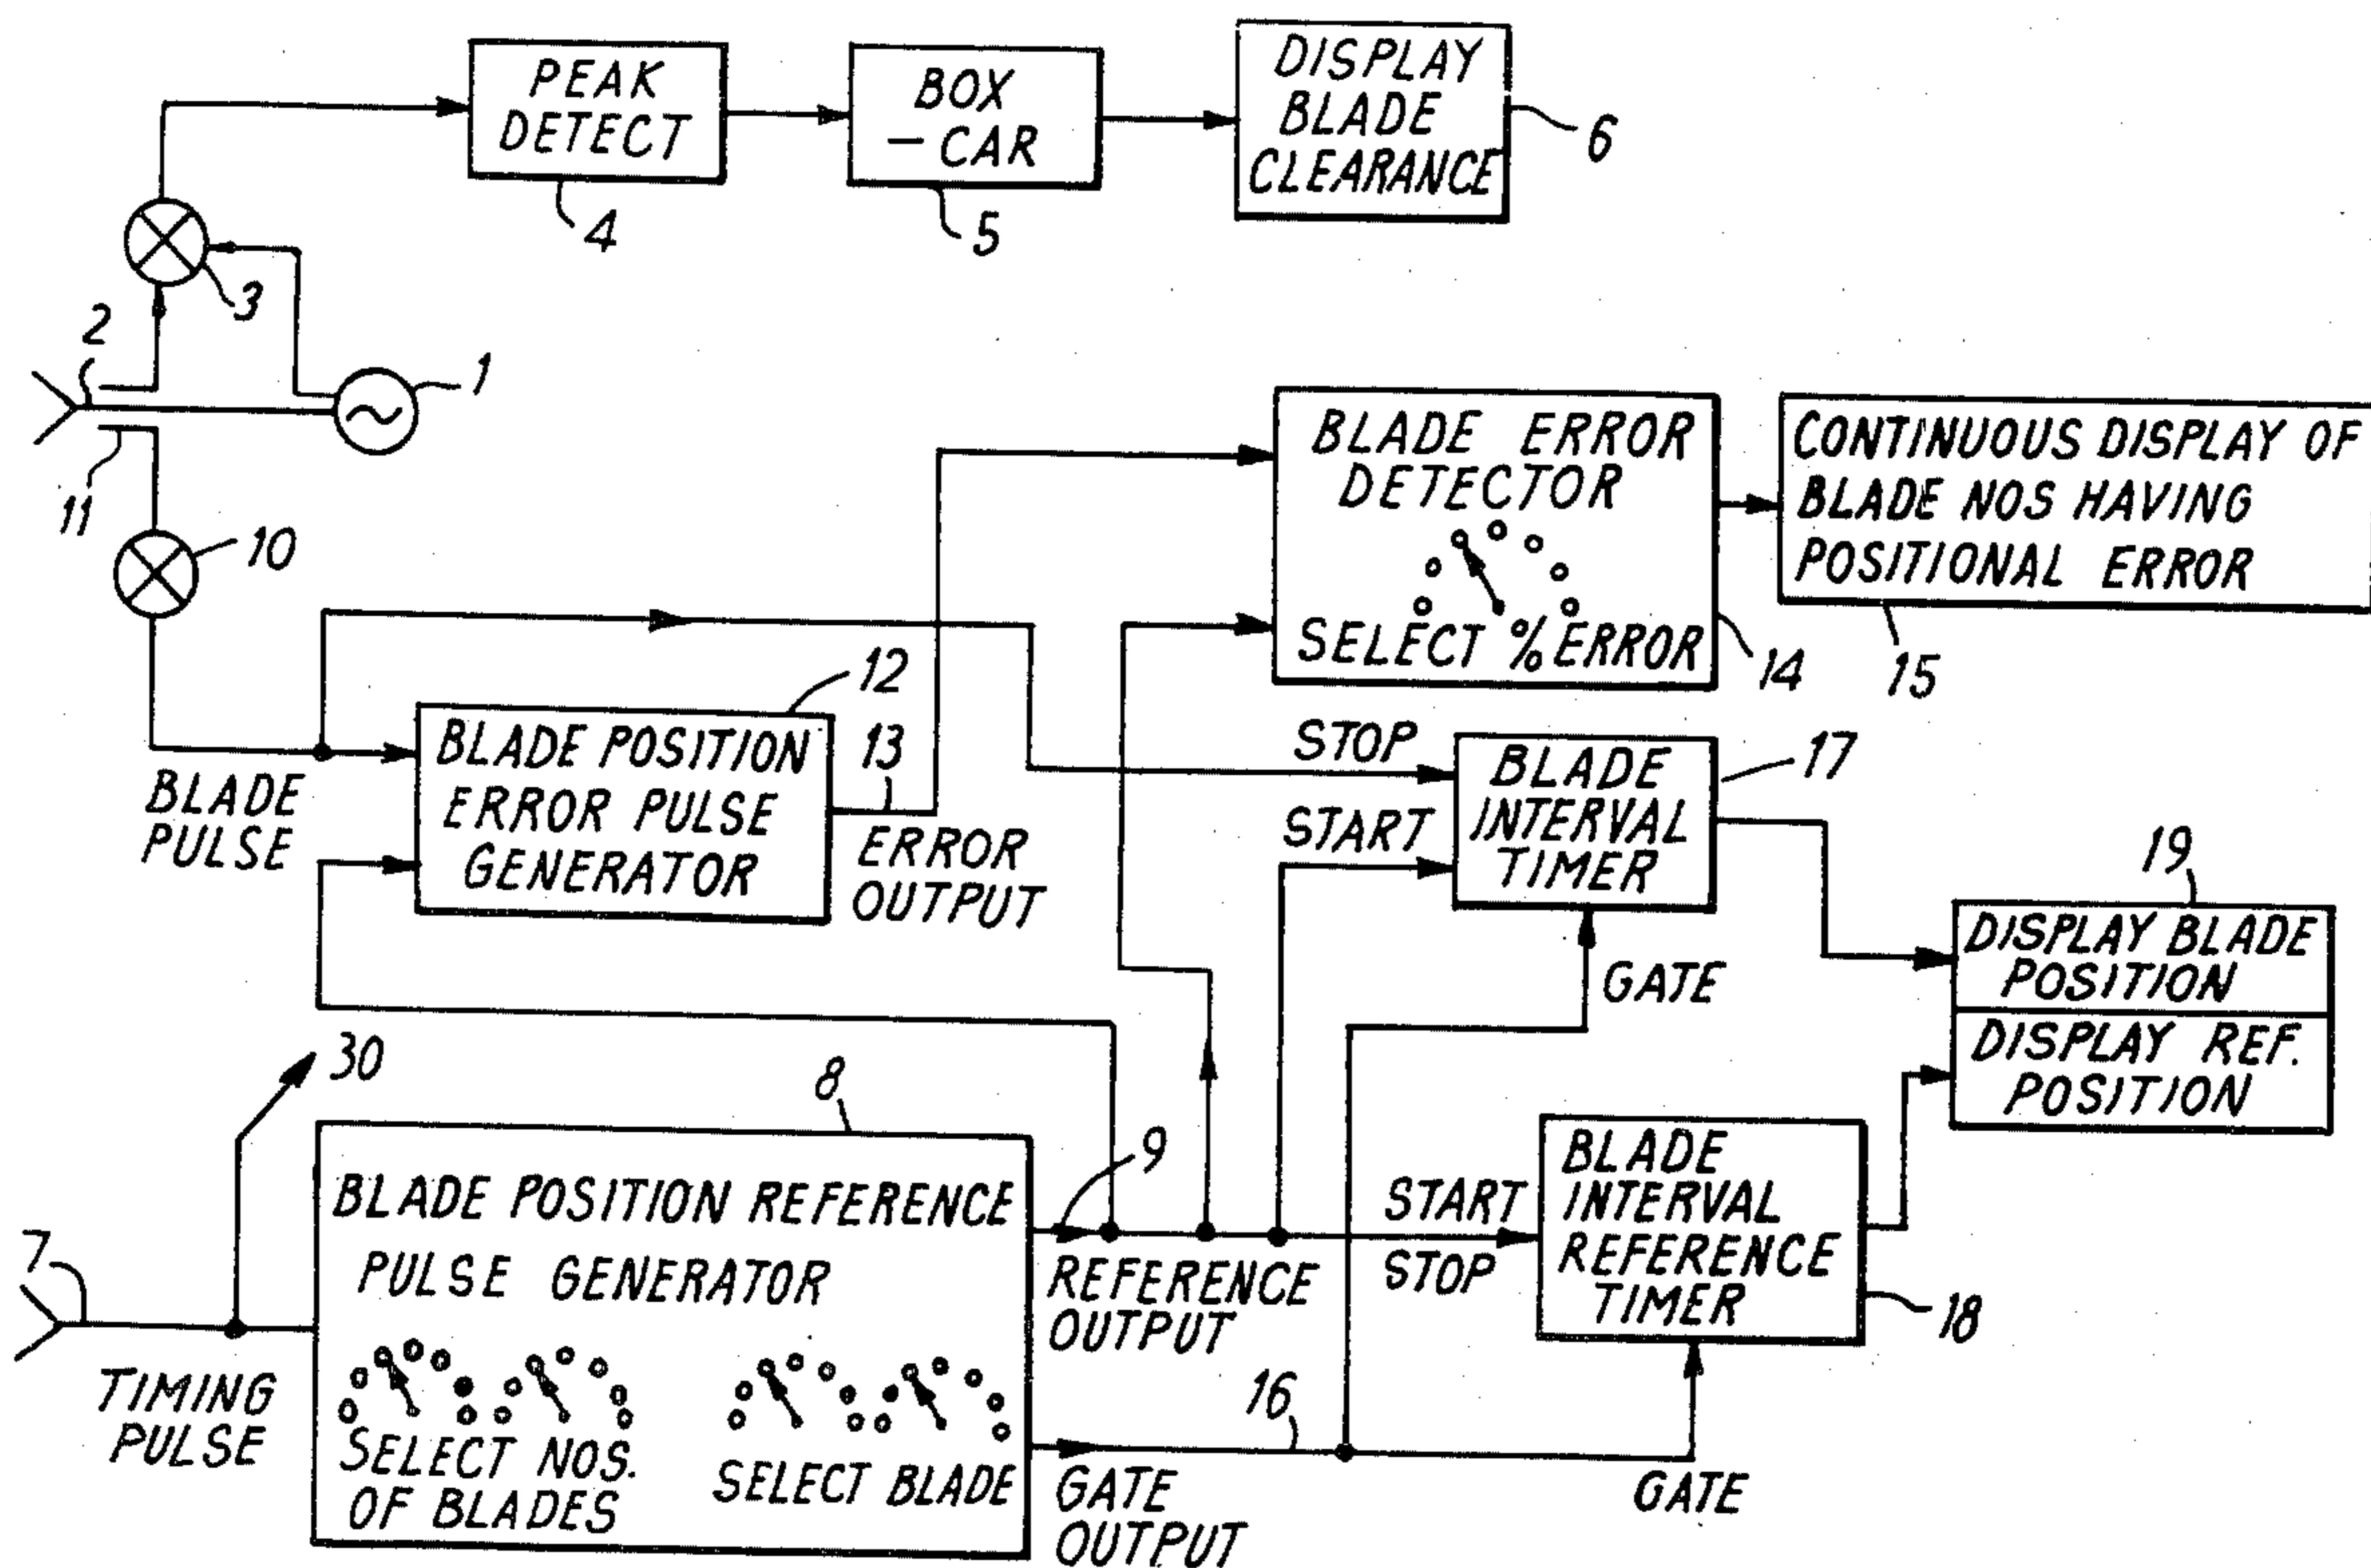 PEAK
DETECT
4
BOX
-CAR
5
DISPLAY
BLADE
CLEARANCE
6
3
2
1
11
10
BLADE ERROR
DETECTOR
SELECT % ERROR
14
CONTINUOUS DISPLAY OF
BLADE NOS HAVING
POSITIONAL ERROR
15
12
BLADE POSITION
ERROR PULSE
GENERATOR
BLADE
PULSE
13
ERROR
OUTPUT
STOP
START
BLADE
INTERVAL
TIMER
17
GATE
19
DISPLAY BLADE
POSITION
DISPLAY REF.
POSITION
30
8
BLADE POSITION REFERENCE
PULSE GENERATOR
SELECT NOS.
OF BLADES
SELECT BLADE
7
TIMING
PULSE
9
REFERENCE
OUTPUT
START
STOP
BLADE
INTERVAL
REFERENCE
TIMER
18
16
GATE
OUTPUT
GATE